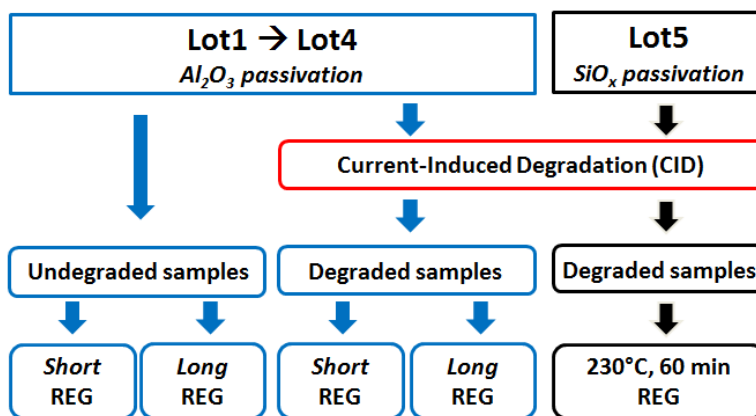 Lot1 → Lot4
Al₂O₃ passivation
Lot5
SiOₓ passivation
Current-Induced Degradation (CID)
Undegraded samples
Degraded samples
Degraded samples
Short
REG
Long
REG
Short
REG
Long
REG
230°C, 60 min
REG